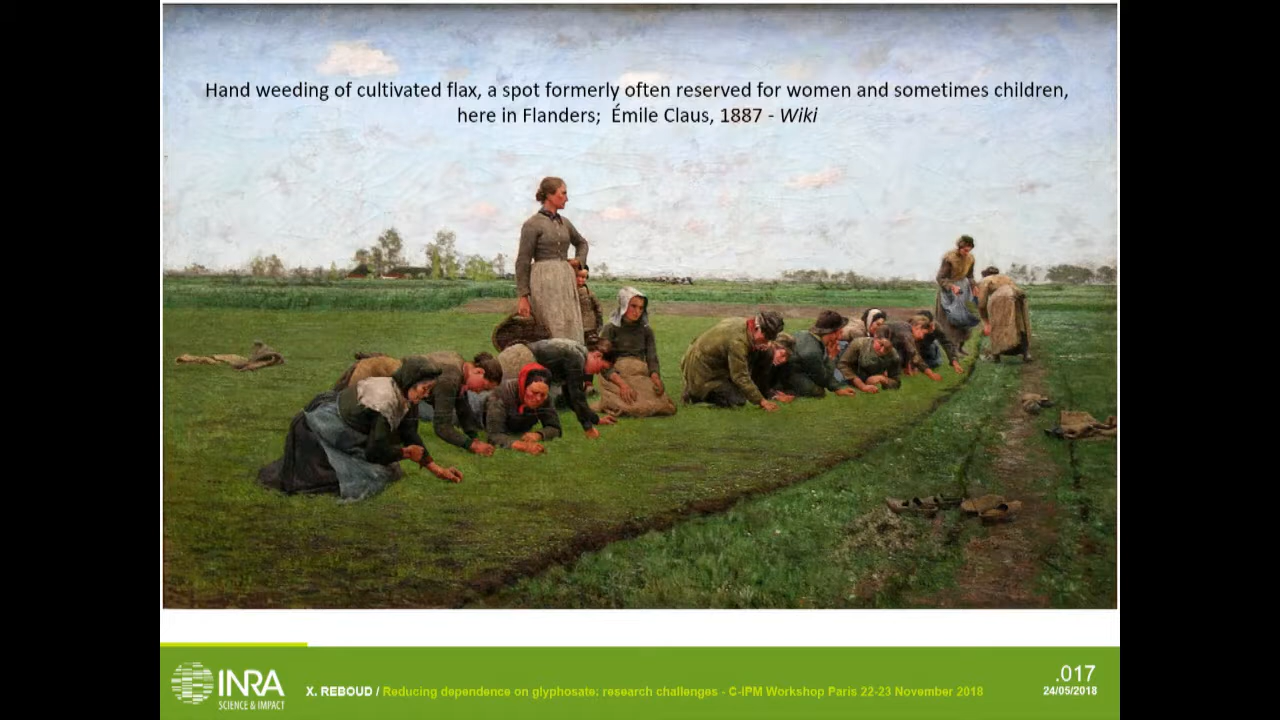 Hand weeding of cultivated flax, a spot formerly often reserved for women and sometimes children,
here in Flanders;  Émile Claus, 1887 - Wiki
INRA
SCIENCE & IMPACT
X. REBOUD / Reducing dependence on glyphosate: research challenges - C-IPM Workshop Paris 22-23 November 2018
.017
24/05/2018